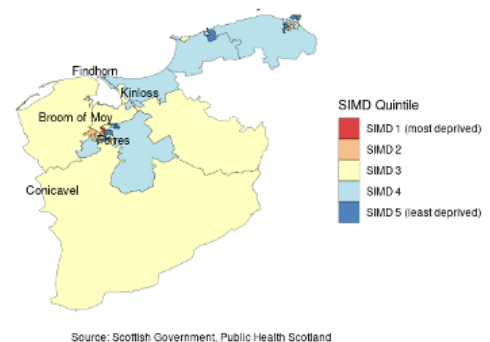 Findhorn
Kinloss
Broom of Moy
Forres
Conicavel
SIMD Quintile
SIMD 1 (most deprived)
SIMD 2
SIMD 3
SIMD 4
SIMD 5 (least deprived)
Source: Scottish Government. Public Health Scotland